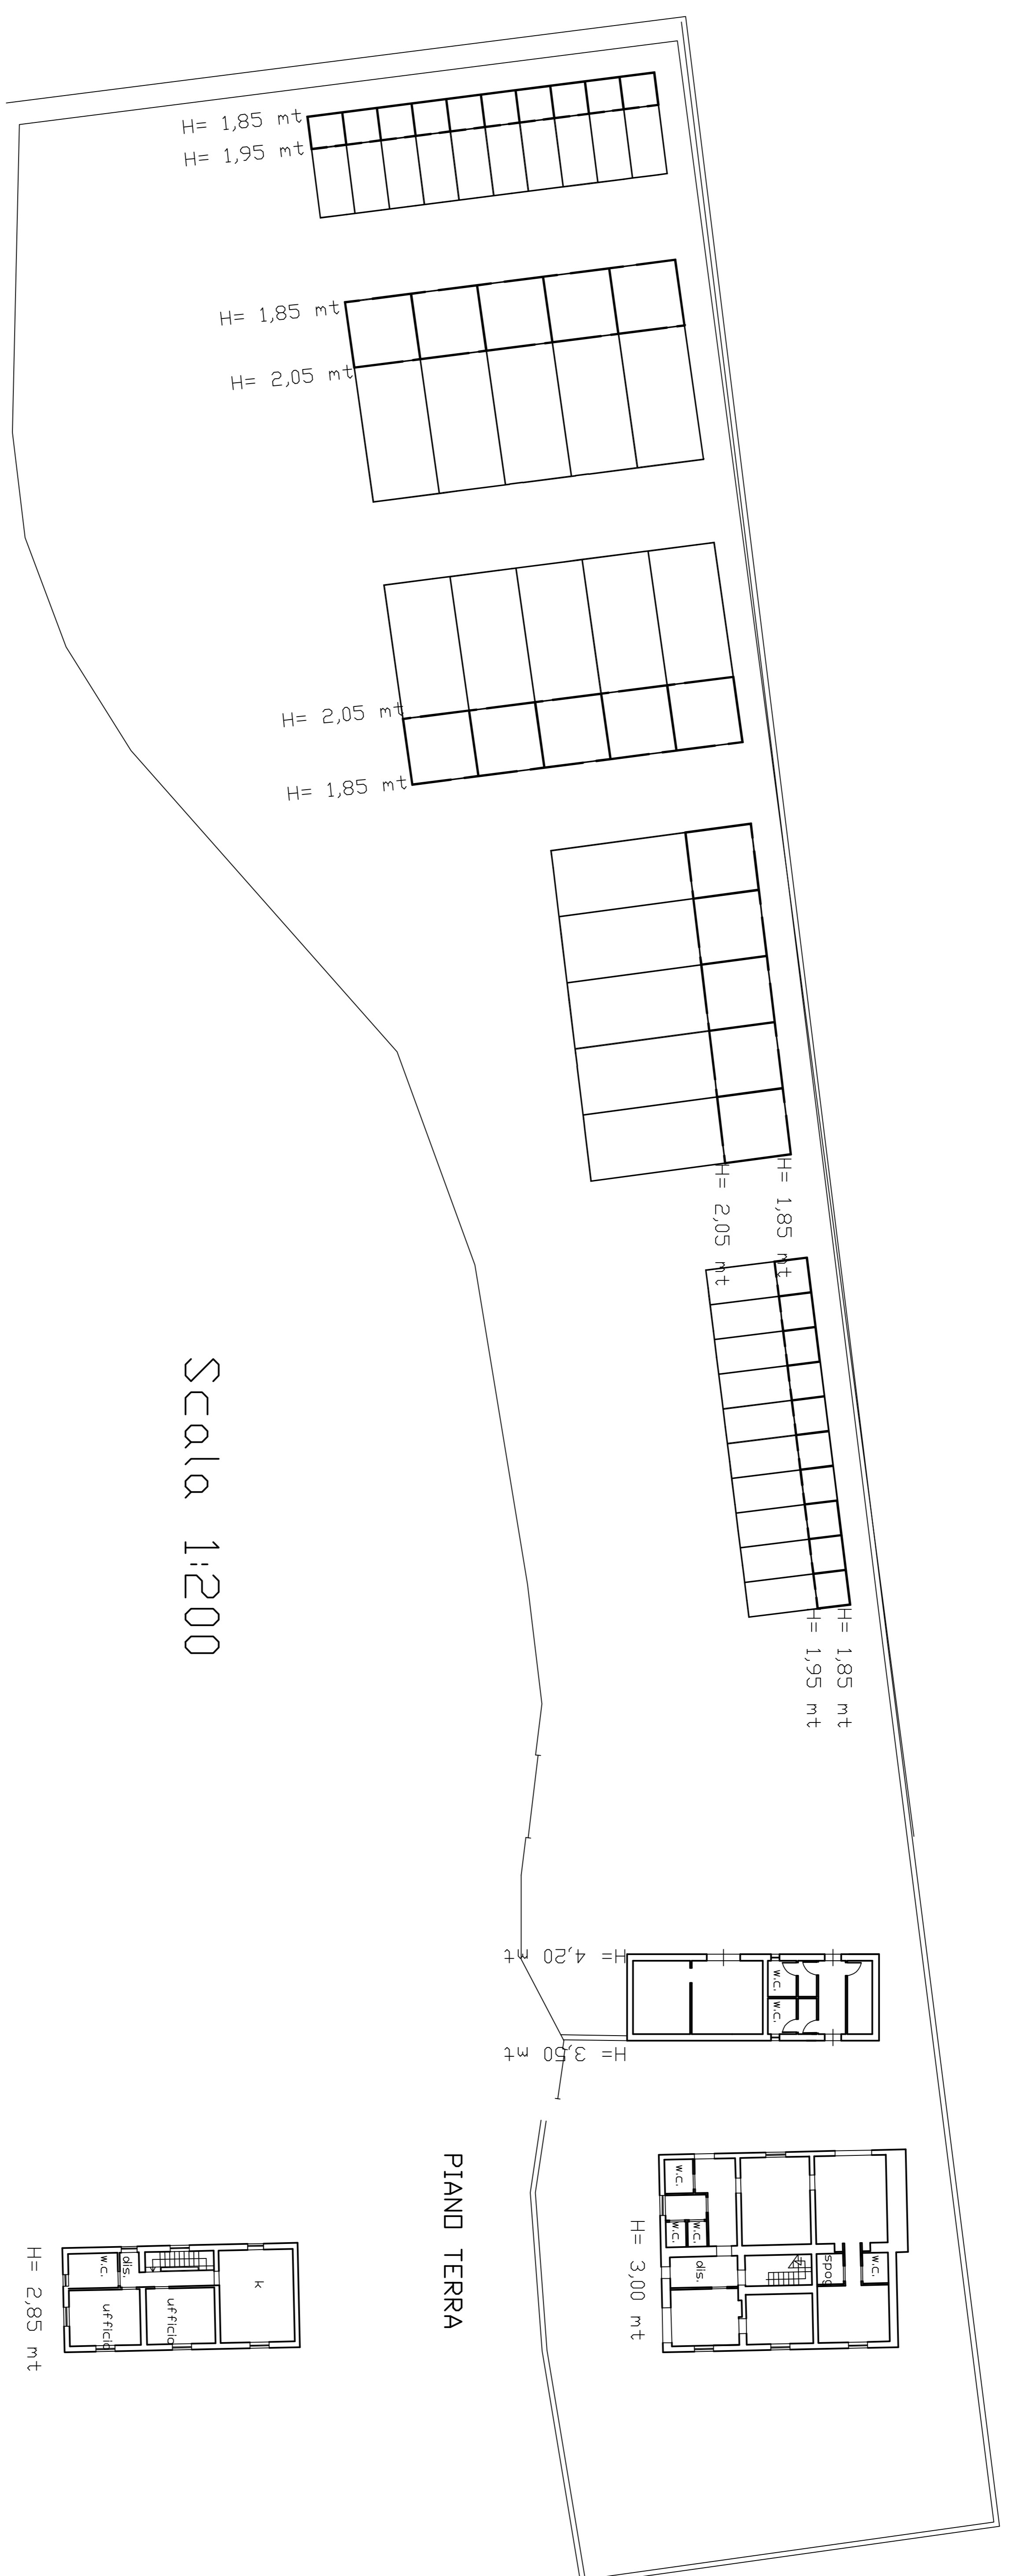 H= 1,85 mt
H= 1,95 mt
H= 1,85 mt
H= 2,05 mt
H= 2,05 mt
H= 1,85 mt
H= 1,85 mt
H= 2,05 mt
Scala 1:200
H= 1,85 mt
H= 1,95 mt
H= 4,20 mt
w.c.
w.c.
H= 3,50 mt
PIANO TERRA
w.c.
w.c.
w.c.
dis.
spog
w.c.
H= 3,00 mt
w.c.
dis.
k
ufficio
ufficio
H= 2,85 mt